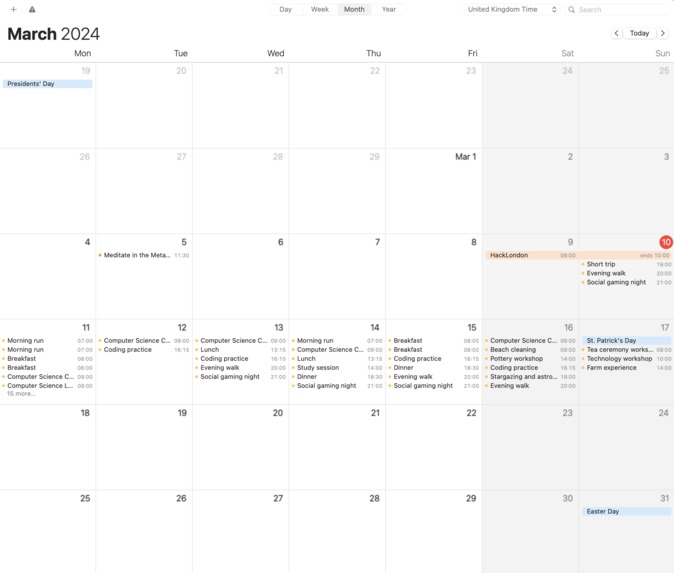 Day Week Month Year United Kingdom Time Search
March 2024 Today
Mon Tue Wed Thu Fri Sat Sun
19 20 21 22 23 24 25
Presidents' Day
26 27 28 29 Mar 1 2 3
4 5 6 7 8 9 10
Meditate in the Meta... 11:30 HackLondon 09:00 ends 10:00
Short trip 19:00
Evening walk 20:00
Social gaming night 21:00
11 12 13 14 15 16 17
Morning run 07:00 Computer Science C... 09:00 Computer Science C... 09:00 Morning run 07:00 Breakfast 08:00 Computer Science C... 09:00 St. Patrick's Day
Morning run 07:00 Coding practice 16:15 Lunch 13:15 Computer Science C... 09:00 Breakfast 08:00 Beach cleaning 09:00 Tea ceremony works... 09:00
Breakfast 08:00 Coding practice 16:15 Lunch 13:15 Coding practice 16:15 Pottery workshop 14:00 Technology workshop 10:00
Breakfast 08:00 Evening walk 20:00 Study session 14:00 Dinner 18:30 Coding practice 16:15 Farm experience 14:00
Computer Science C... 09:00 Social gaming night 21:00 Dinner 18:30 Evening walk 20:00 Stargazing and astro... 19:00
Computer Science L... 09:00 Social gaming night 21:00 Social gaming night 21:00 Evening walk 20:00
15 more...
18 19 20 21 22 23 24
25 26 27 28 29 30 31
Easter Day